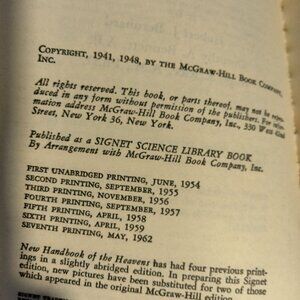 COPYRIGHT, 1941, 1948, BY THE MCGRAW-HILL BOOK COMPANY,
INC.
All rights reserved. This book, or parts thereof, may not be repro-
duced in any form without permission of the publishers. For infor-
mation address McGraw-Hill Book Company, Inc., 330 West 42nd
Street, New York 36, New York.
Published as a SIGNET SCIENCE LIBRARY BOOK
By Arrangement with McGraw-Hill Book Company, Inc.
FIRST UNABRIDGED PRINTING, JUNE, 1954
SECOND PRINTING, SEPTEMBER, 1955
THIRD PRINTING, NOVEMBER, 1956
FOURTH PRINTING, SEPTEMBER, 1957
FIFTH PRINTING, APRIL, 1958
SIXTH PRINTING, APRIL, 1959
SEVENTH PRINTING, MAY, 1962
New Handbook of the Heavens has had four previous print-
ings in a slightly abridged edition. In preparing this Signet
edition, new pictures have been substituted for two of those
which appeared in the original McGraw-Hill edition.